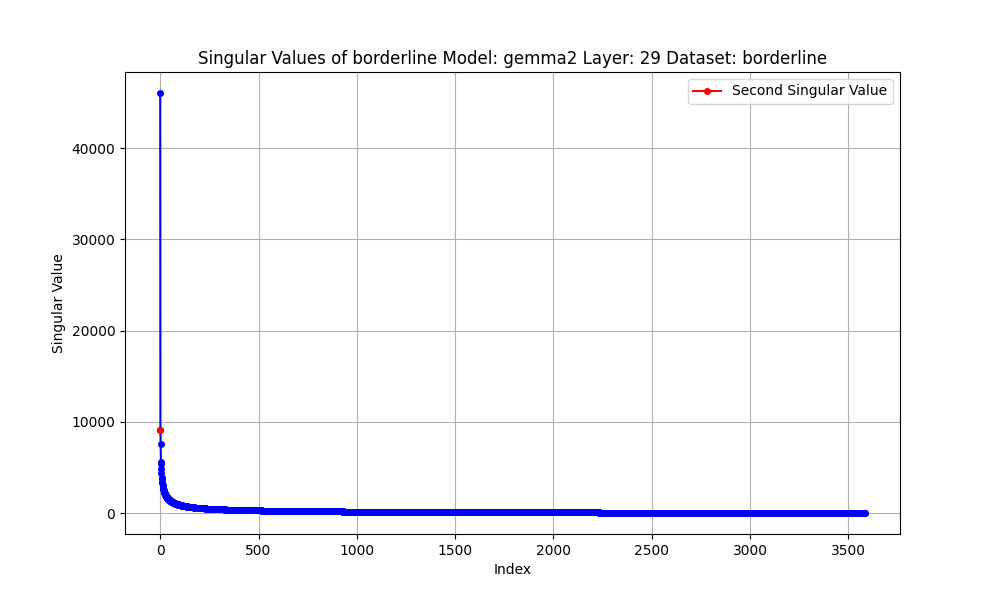 Singular Values of borderline Model: gemma2 Layer: 29 Dataset: borderline
Second Singular Value
Singular Value
40000
30000
20000
10000
0
0 500 1000 1500 2000 2500 3000 3500
Index